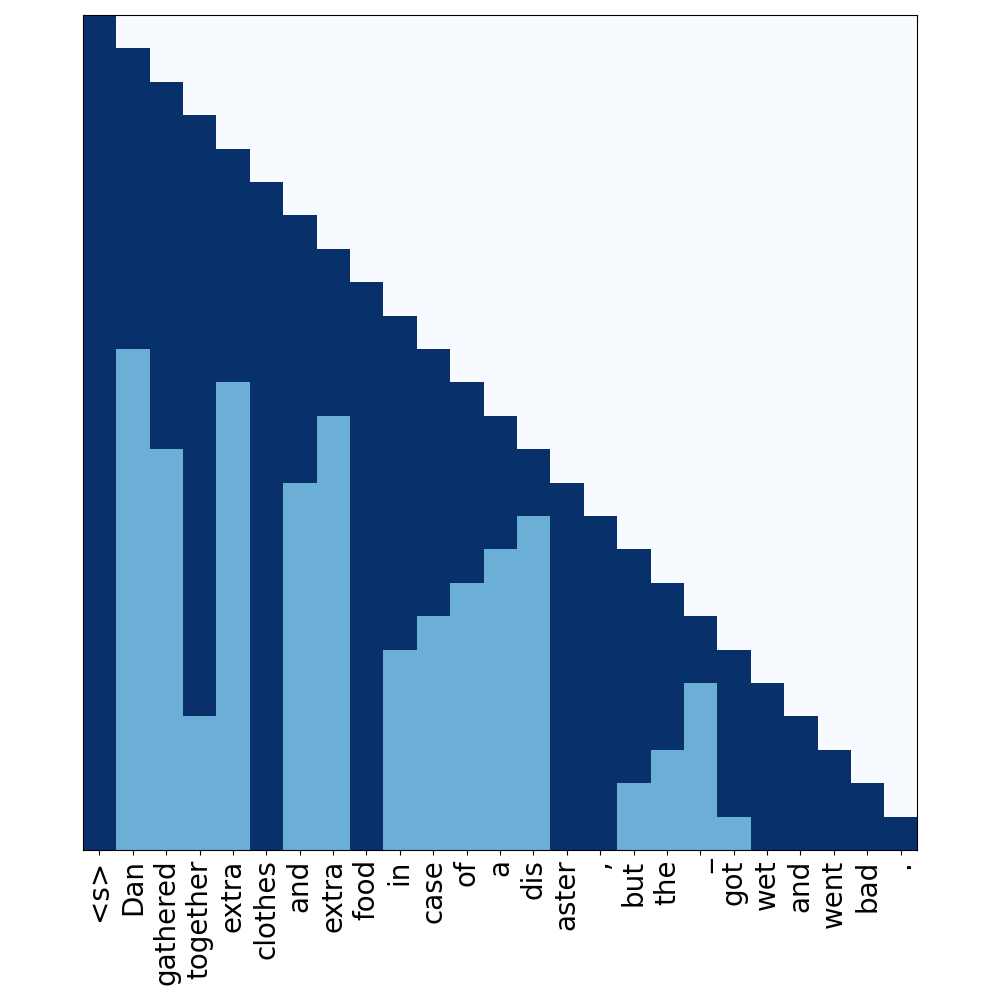 <s>
Dan
gathered
together
extra
clothes
and
extra
food
in
case
of
a
dis
aster
,
but
the
_
got
wet
and
went
bad
.